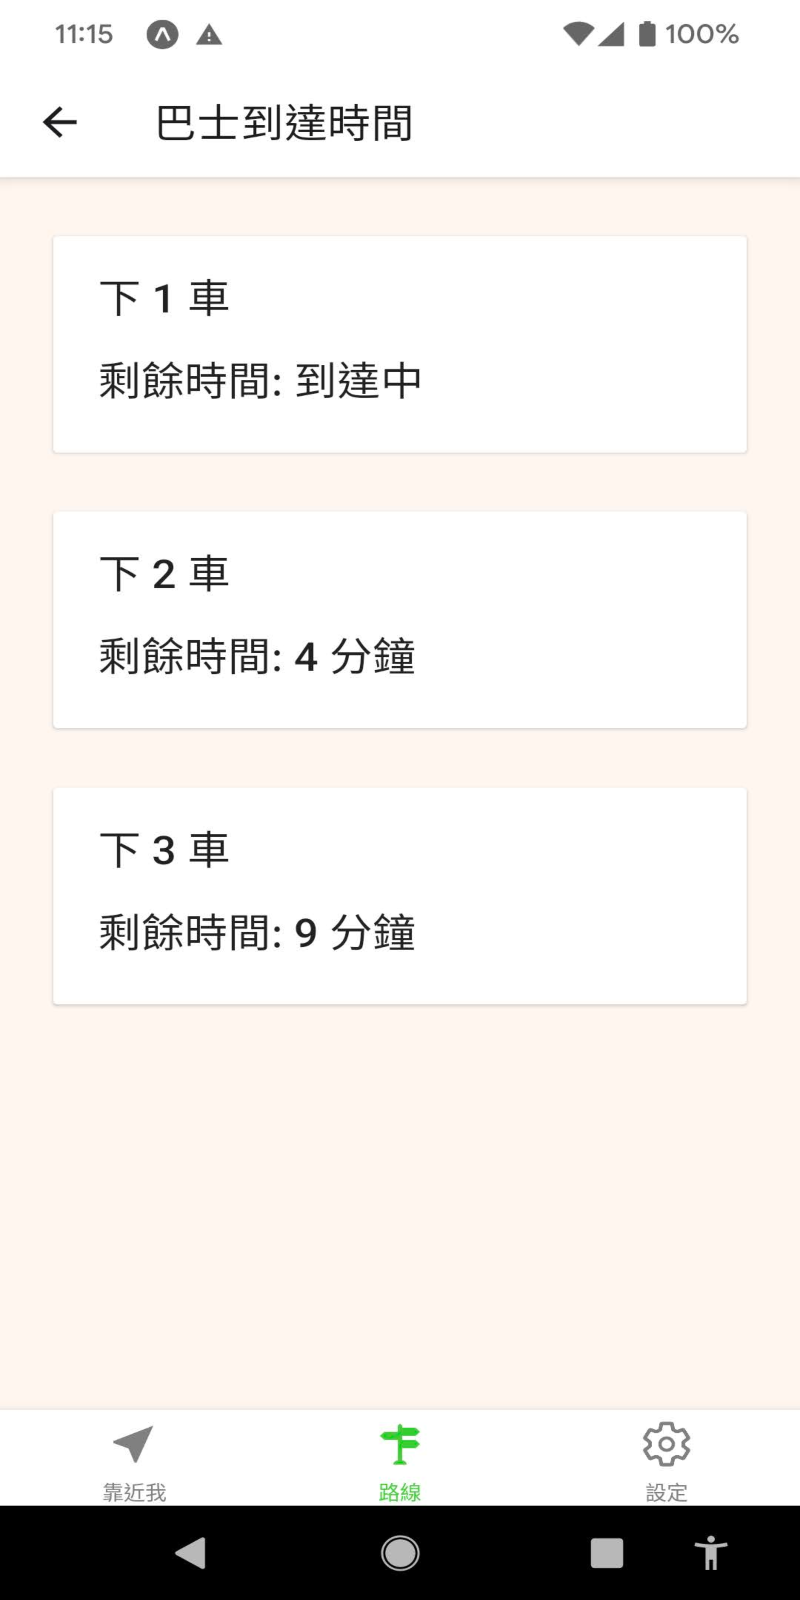 11:15
100%
巴士到達時間
下 1 車
剩餘時間: 到達中
下 2 車
剩餘時間: 4 分鐘
下 3 車
剩餘時間: 9 分鐘
靠近我
路線
設定